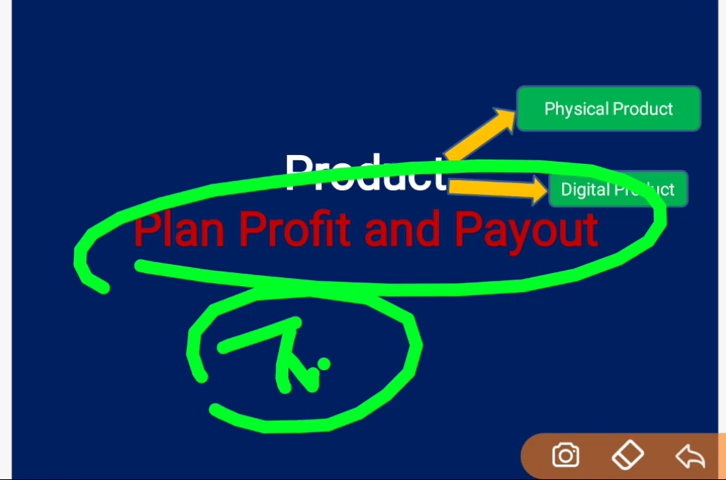 Physical Product
Product
Digital Product
Plan Profit and Payout